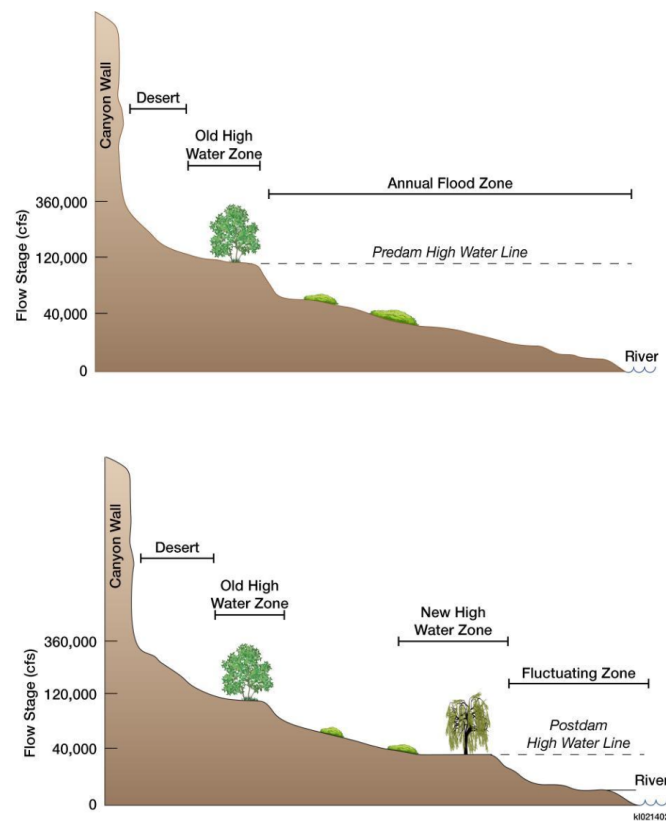 Canyon Wall
Desert
Old High
Water Zone
Annual Flood Zone
Flow Stage (cfs)
360,000
120,000
40,000
0
Predam High Water Line
River
Canyon Wall
Desert
Old High
Water Zone
New High
Water Zone
Fluctuating Zone
Flow Stage (cfs)
360,000
120,000
40,000
0
Postdam
High Water Line
River